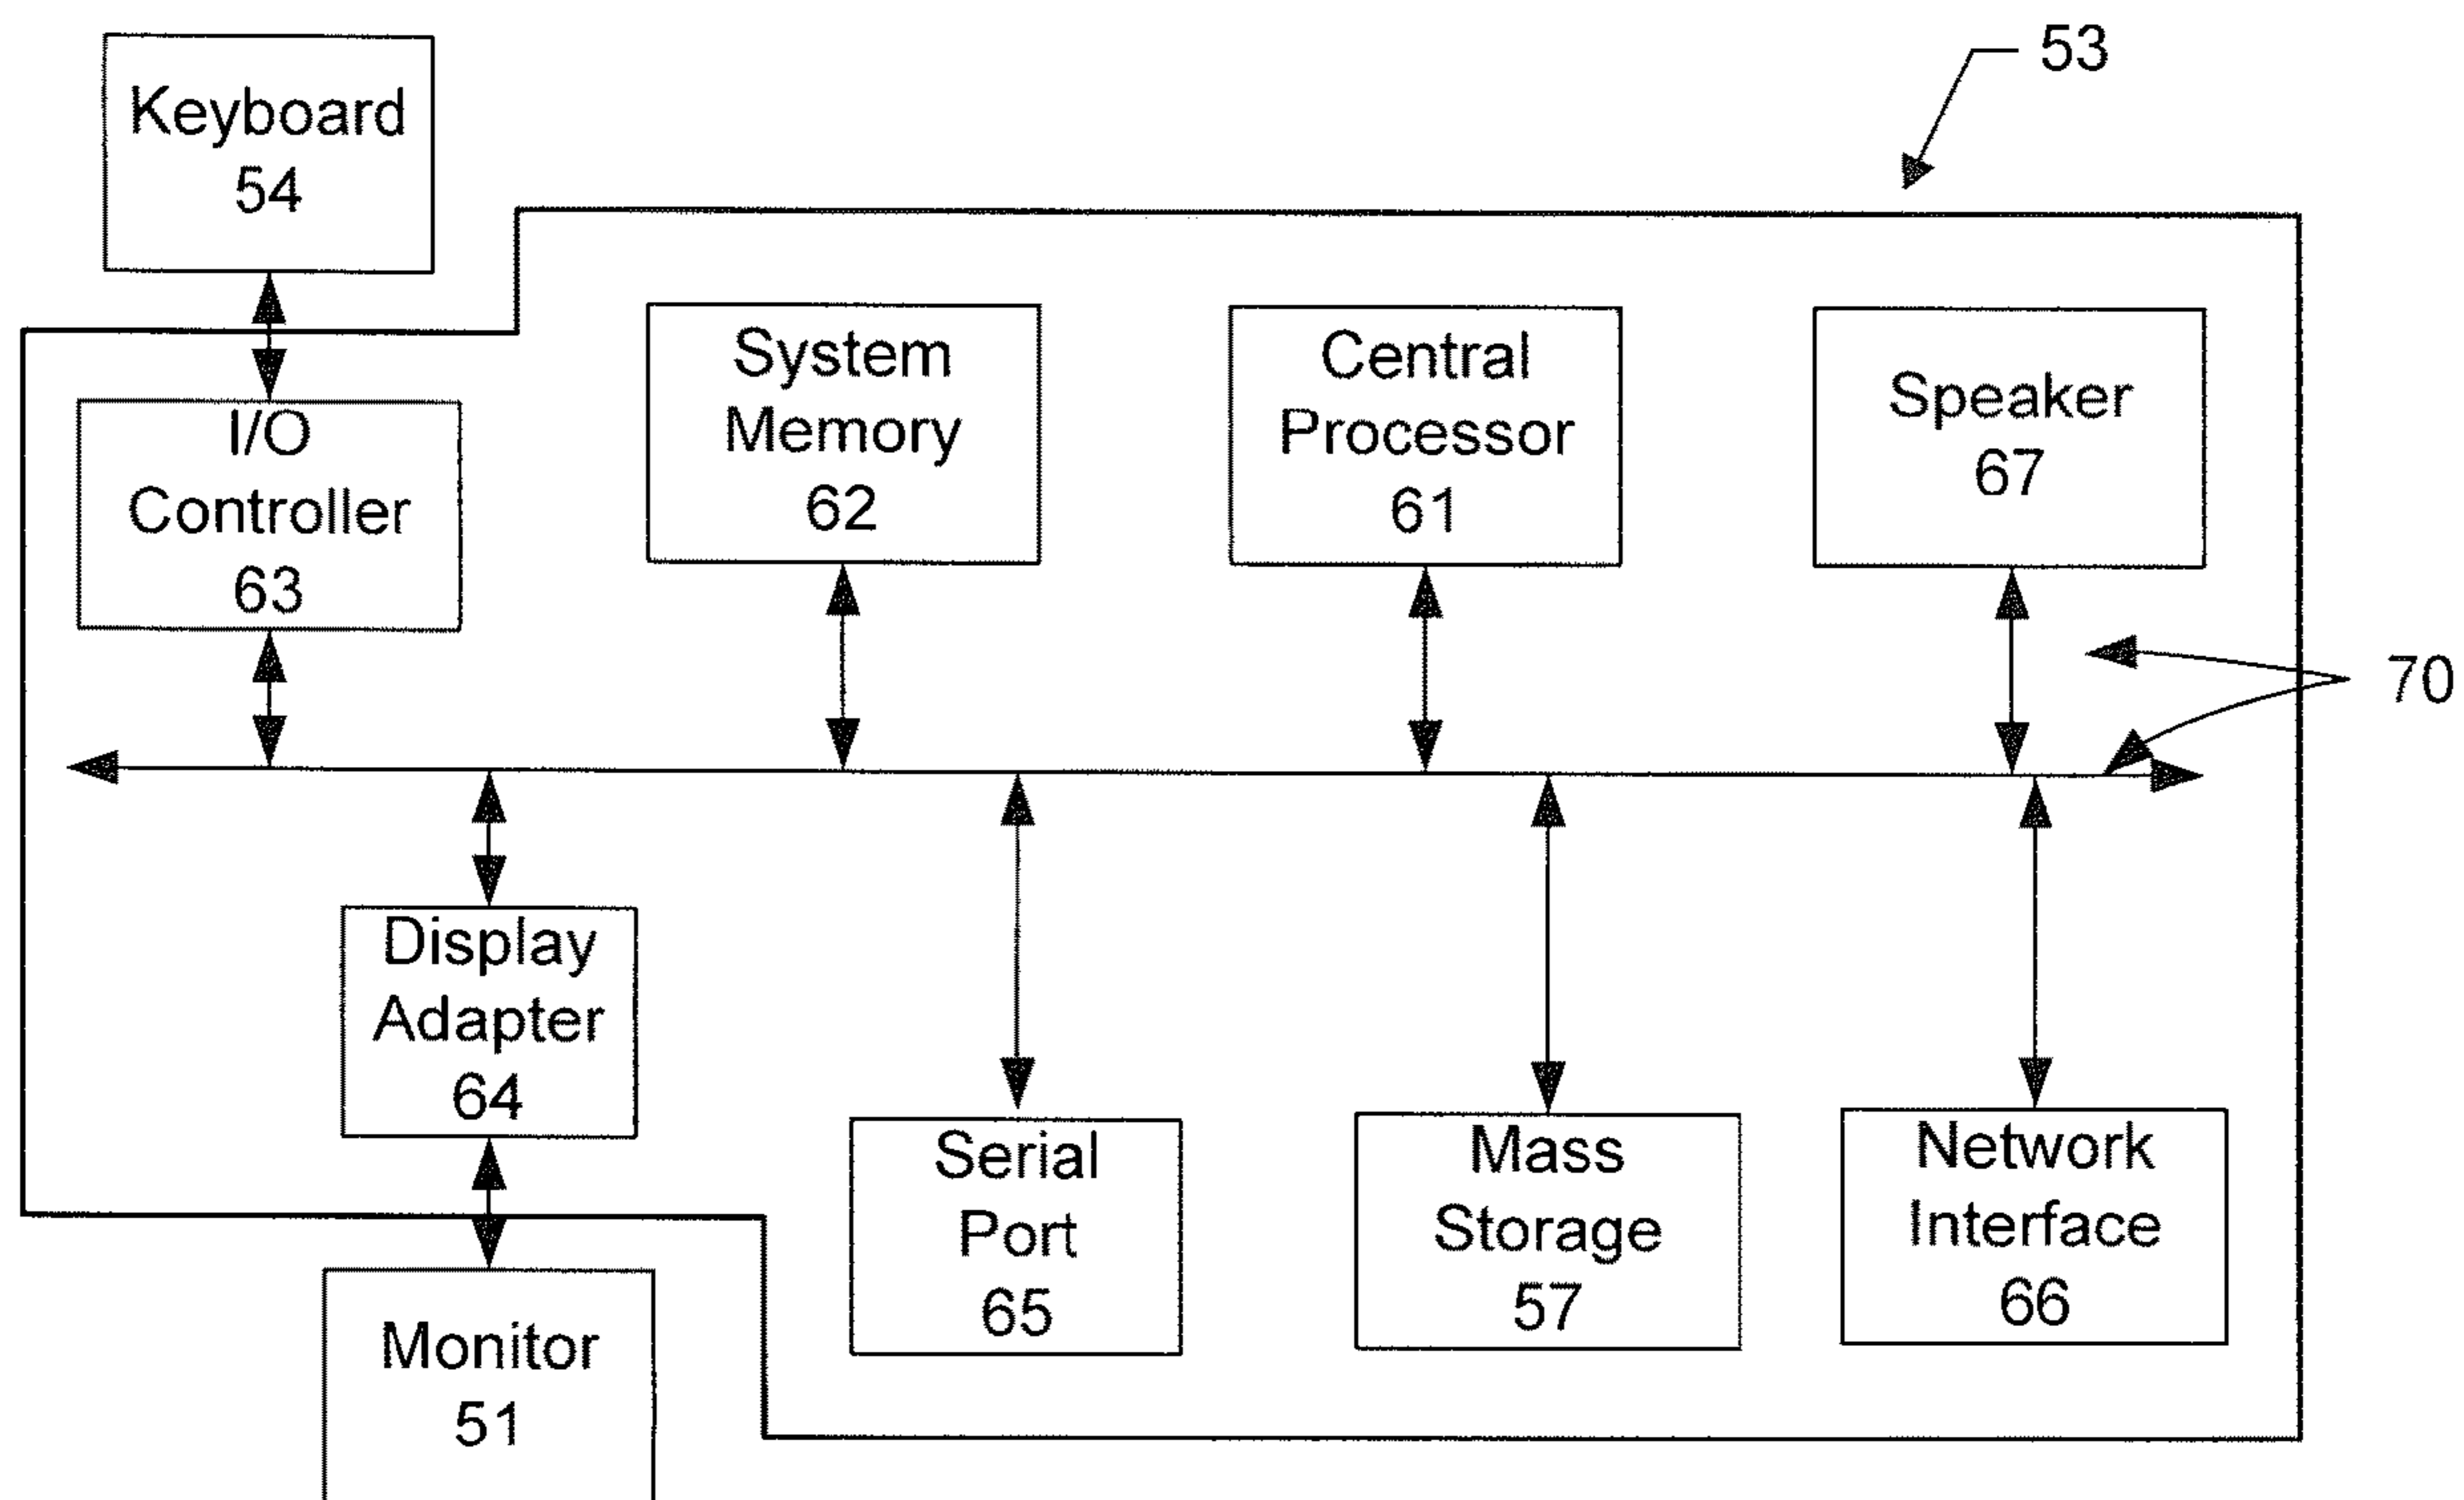 53
Keyboard
54
System
Memory
62
Central
Processor
61
Speaker
67
I/O
Controller
63
70
Display
Adapter
64
Serial
Port
65
Mass
Storage
57
Network
Interface
66
Monitor
51